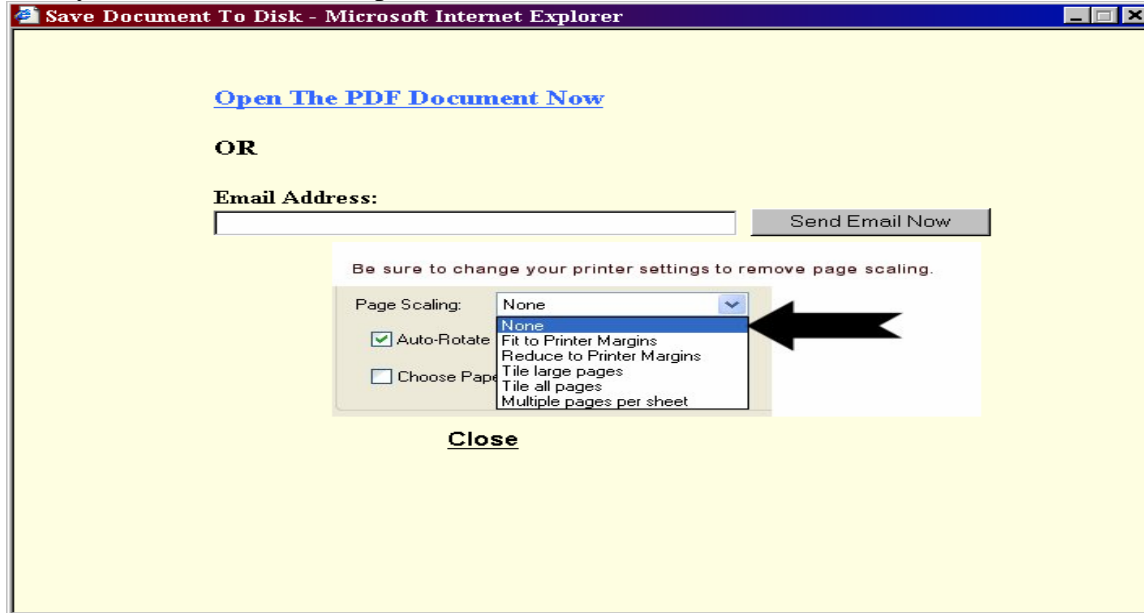 Save Document To Disk - Microsoft Internet Explorer
Open The PDF Document Now
OR
Email Address:
Send Email Now
Be sure to change your printer settings to remove page scaling.
Page Scaling: None
None
Auto-Rotate Fit to Printer Margins
Reduce to Printer Margins
Tile large pages
Choose Pape Tile all pages
Multiple pages per sheet
Close